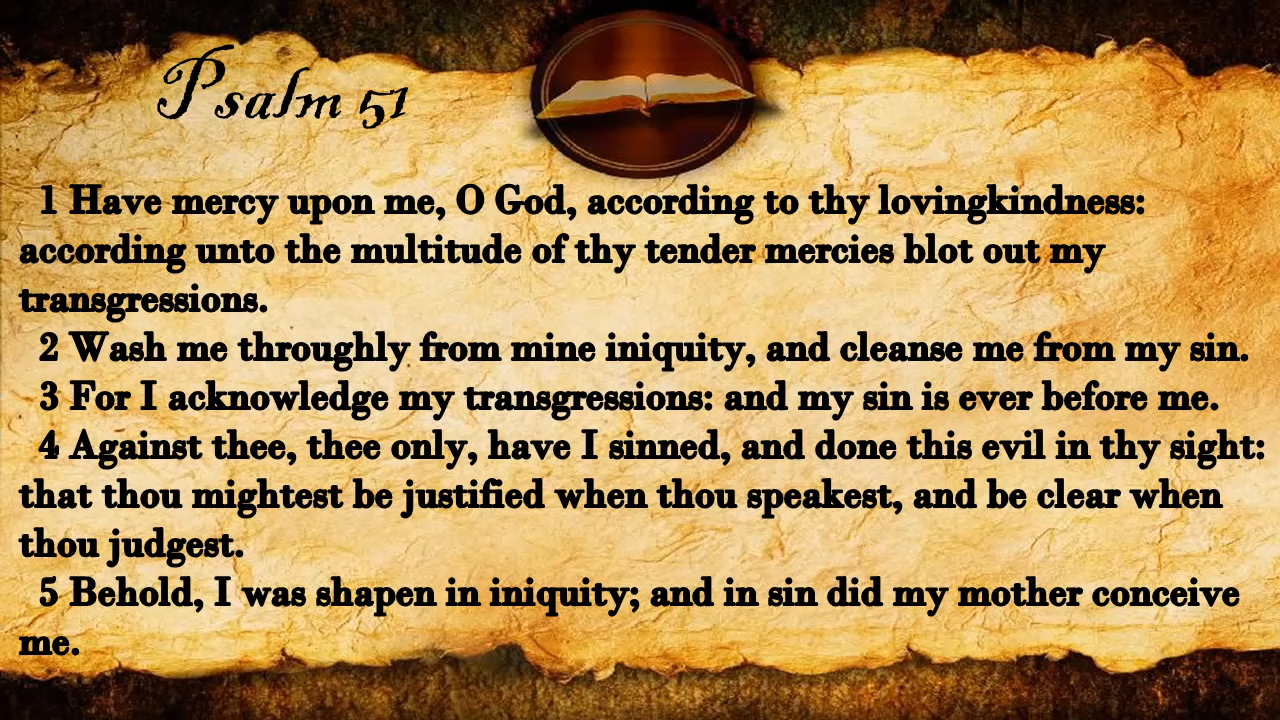 Psalm 51
1 Have mercy upon me, O God, according to thy lovingkindness:
according unto the multitude of thy tender mercies blot out my
transgressions.
2 Wash me throughly from mine iniquity, and cleanse me from my sin.
3 For I acknowledge my transgressions: and my sin is ever before me.
4 Against thee, thee only, have I sinned, and done this evil in thy sight:
that thou mightest be justified when thou speakest, and be clear when
thou judgest.
5 Behold, I was shapen in iniquity; and in sin did my mother conceive
me.